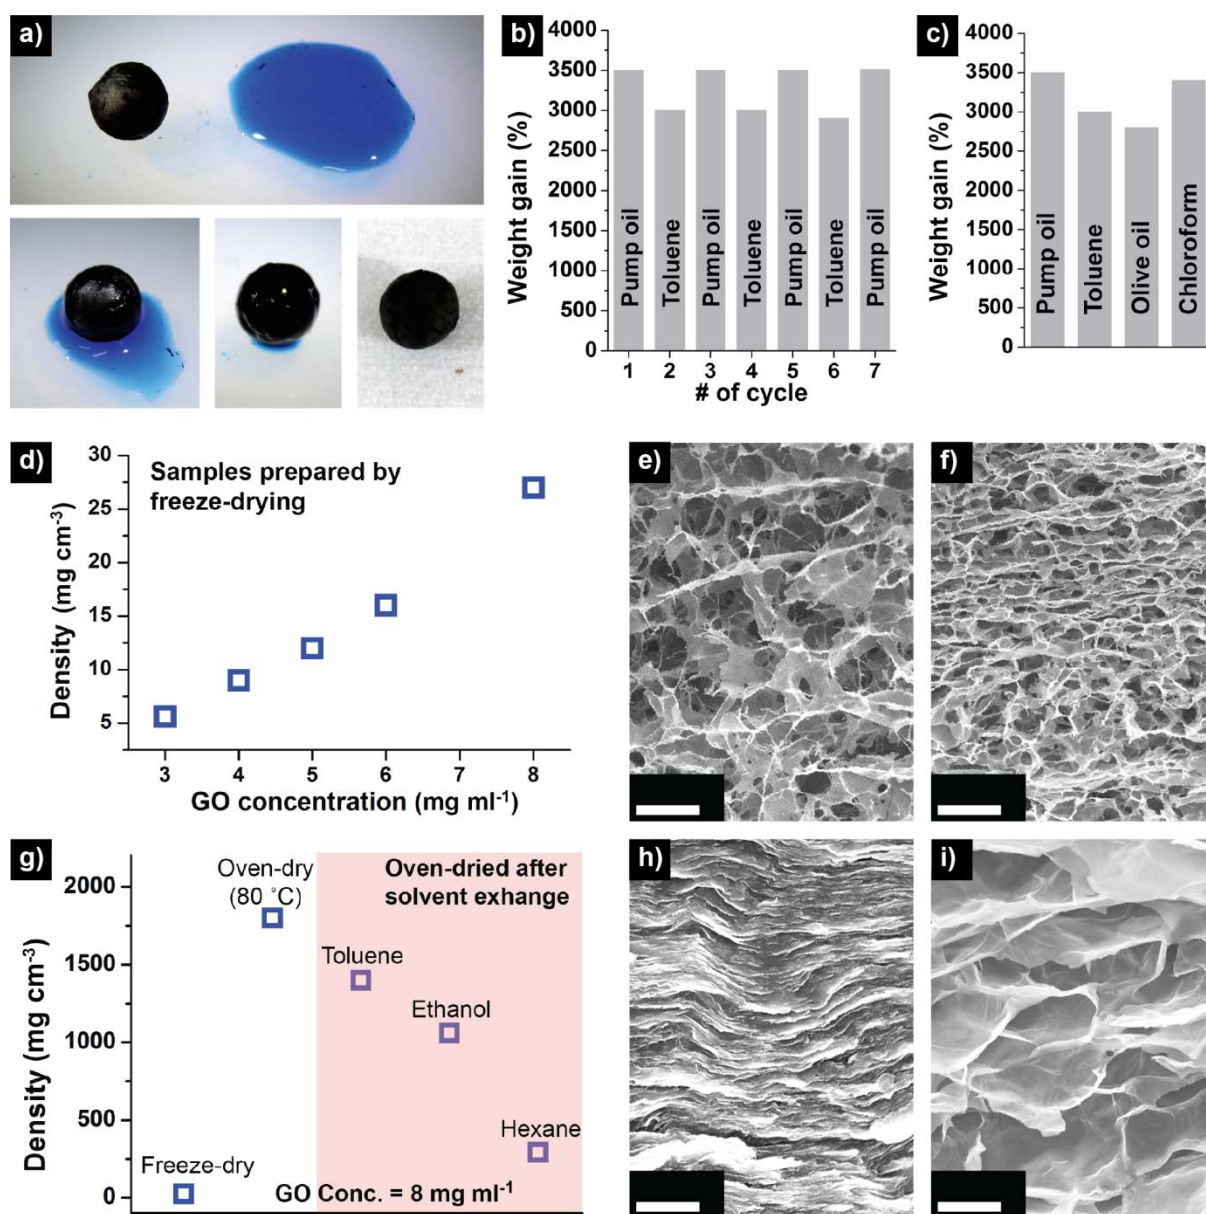 a)
b)
4000
3500
3000
2500
2000
1500
1000
500
0
Weight gain (%)
Pump oil
Toluene
Pump oil
Toluene
Pump oil
Toluene
Pump oil
1 2 3 4 5 6 7
# of cycle
c)
4000
3500
3000
2500
2000
1500
1000
500
0
Weight gain (%)
Pump oil
Toluene
Olive oil
Chloroform
d)
30
25
20
15
10
5
Density (mg cm⁻³)
Samples prepared by
freeze-drying
3 4 5 6 7 8
GO concentration (mg ml⁻¹)
e)
f)
g)
2000
1500
1000
500
0
Density (mg cm⁻³)
Oven-dry
(80 ˚C)
Oven-dried after
solvent exhange
Toluene
Ethanol
Hexane
Freeze-dry
GO Conc. = 8 mg ml⁻¹
h)
i)